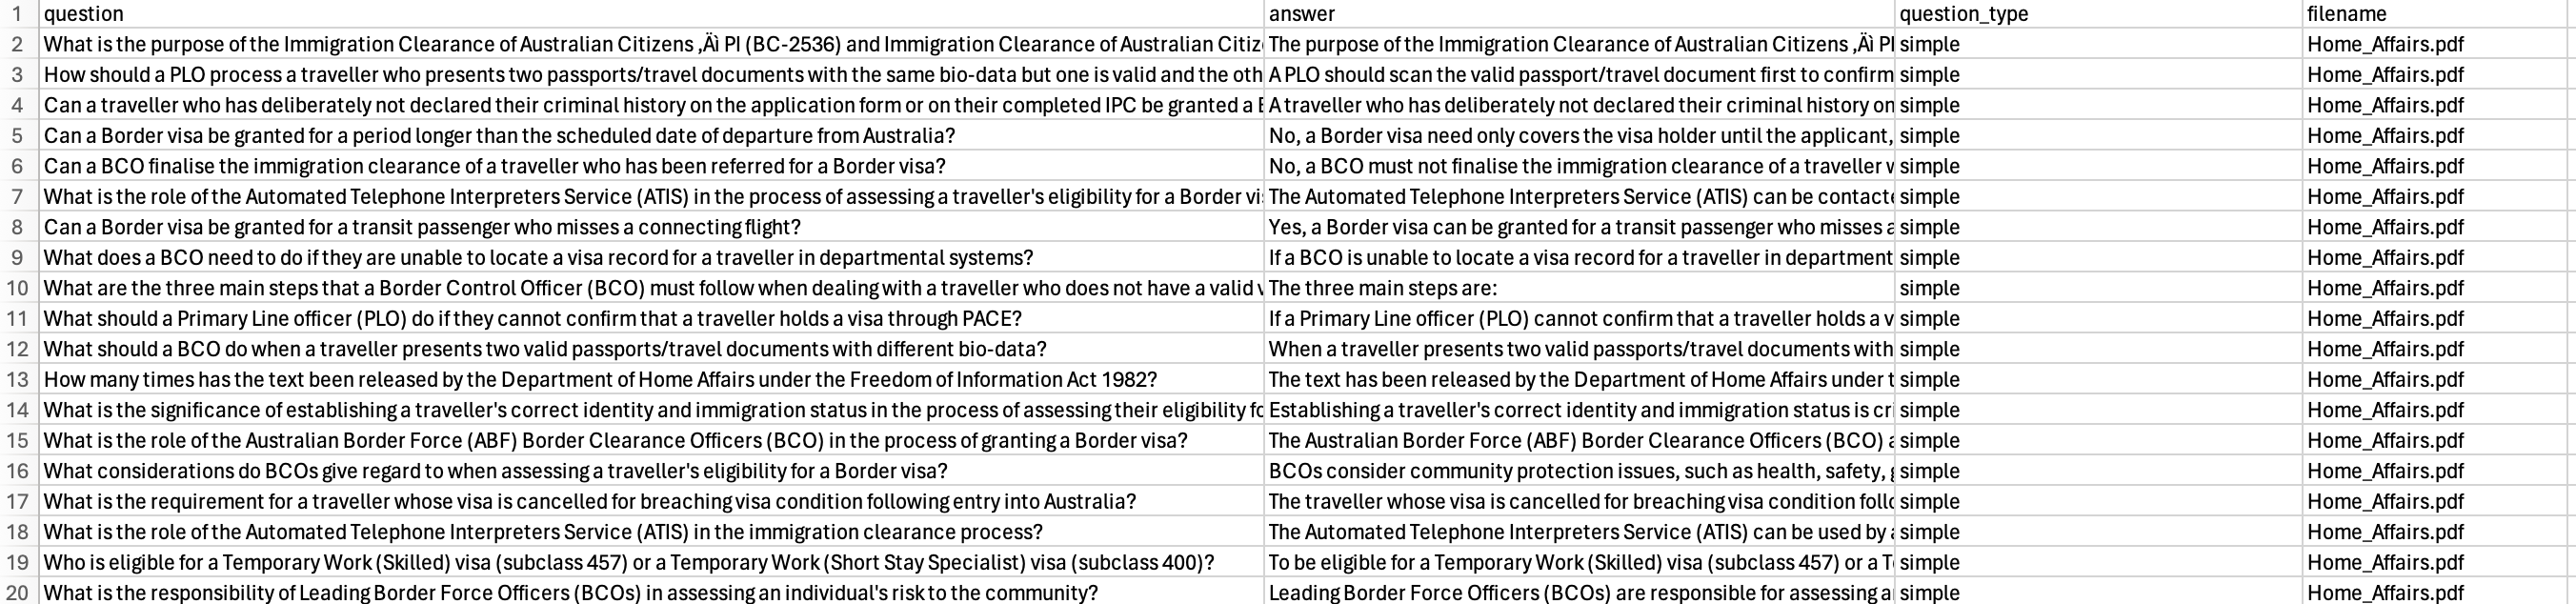 1 question answer question_type filename
2 What is the purpose of the Immigration Clearance of Australian Citizens ‚Äì PI (BC-2536) and Immigration Clearance of Australian Citiz The purpose of the Immigration Clearance of Australian Citizens ‚Äì PI simple Home_Affairs.pdf
3 How should a PLO process a traveller who presents two passports/travel documents with the same bio-data but one is valid and the oth A PLO should scan the valid passport/travel document first to confirm simple Home_Affairs.pdf
4 Can a traveller who has deliberately not declared their criminal history on the application form or on their completed IPC be granted a B A traveller who has deliberately not declared their criminal history on simple Home_Affairs.pdf
5 Can a Border visa be granted for a period longer than the scheduled date of departure from Australia? No, a Border visa need only covers the visa holder until the applicant, simple Home_Affairs.pdf
6 Can a BCO finalise the immigration clearance of a traveller who has been referred for a Border visa? No, a BCO must not finalise the immigration clearance of a traveller w simple Home_Affairs.pdf
7 What is the role of the Automated Telephone Interpreters Service (ATIS) in the process of assessing a traveller's eligibility for a Border vi The Automated Telephone Interpreters Service (ATIS) can be contacte simple Home_Affairs.pdf
8 Can a Border visa be granted for a transit passenger who misses a connecting flight? Yes, a Border visa can be granted for a transit passenger who misses a simple Home_Affairs.pdf
9 What does a BCO need to do if they are unable to locate a visa record for a traveller in departmental systems? If a BCO is unable to locate a visa record for a traveller in department simple Home_Affairs.pdf
10 What are the three main steps that a Border Control Officer (BCO) must follow when dealing with a traveller who does not have a valid v The three main steps are: simple Home_Affairs.pdf
11 What should a Primary Line officer (PLO) do if they cannot confirm that a traveller holds a visa through PACE? If a Primary Line officer (PLO) cannot confirm that a traveller holds a v simple Home_Affairs.pdf
12 What should a BCO do when a traveller presents two valid passports/travel documents with different bio-data? When a traveller presents two valid passports/travel documents with simple Home_Affairs.pdf
13 How many times has the text been released by the Department of Home Affairs under the Freedom of Information Act 1982? The text has been released by the Department of Home Affairs under t simple Home_Affairs.pdf
14 What is the significance of establishing a traveller's correct identity and immigration status in the process of assessing their eligibility fo Establishing a traveller's correct identity and immigration status is cri simple Home_Affairs.pdf
15 What is the role of the Australian Border Force (ABF) Border Clearance Officers (BCO) in the process of granting a Border visa? The Australian Border Force (ABF) Border Clearance Officers (BCO) a simple Home_Affairs.pdf
16 What considerations do BCOs give regard to when assessing a traveller's eligibility for a Border visa? BCOs consider community protection issues, such as health, safety, g simple Home_Affairs.pdf
17 What is the requirement for a traveller whose visa is cancelled for breaching visa condition following entry into Australia? The traveller whose visa is cancelled for breaching visa condition follo simple Home_Affairs.pdf
18 What is the role of the Automated Telephone Interpreters Service (ATIS) in the immigration clearance process? The Automated Telephone Interpreters Service (ATIS) can be used by a simple Home_Affairs.pdf
19 Who is eligible for a Temporary Work (Skilled) visa (subclass 457) or a Temporary Work (Short Stay Specialist) visa (subclass 400)? To be eligible for a Temporary Work (Skilled) visa (subclass 457) or a T simple Home_Affairs.pdf
20 What is the responsibility of Leading Border Force Officers (BCOs) in assessing an individual's risk to the community? Leading Border Force Officers (BCOs) are responsible for assessing a simple Home_Affairs.pdf